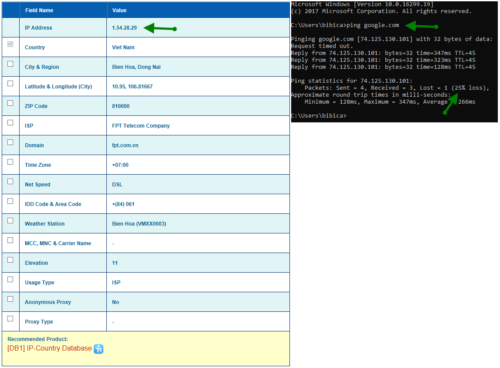 Field Name Value
IP Address 1.54.20.29
Country Viet Nam
City & Region Bien Hoa, Dong Nai
Latitude & Longitude (City) 10.95, 106.81667
ZIP Code 810000
ISP FPT Telecom Company
Domain fpt.com.vn
Time Zone +07:00
Net Speed DSL
IDD Code & Area Code +(84) 061
Weather Station Bien Hoa (VMXX0003)
MCC, MNC & Carrier Name -
Elevation 11
Usage Type ISP
Anonymous Proxy No
Proxy Type -
Recommended Product:
[DB1] IP-Country Database
Microsoft Windows [Version 10.0.16299.19]
(c) 2017 Microsoft Corporation. All rights reserved.
C:\Users\bibica>ping google.com
Pinging google.com [74.125.130.101] with 32 bytes of data:
Request timed out.
Reply from 74.125.130.101: bytes=32 time=347ms TTL=45
Reply from 74.125.130.101: bytes=32 time=323ms TTL=45
Reply from 74.125.130.101: bytes=32 time=128ms TTL=45
Ping statistics for 74.125.130.101:
Packets: Sent = 4, Received = 3, Lost = 1 (25% loss),
Approximate round trip times in milli-seconds:
Minimum = 128ms, Maximum = 347ms, Average 266ms
C:\Users\bibica>